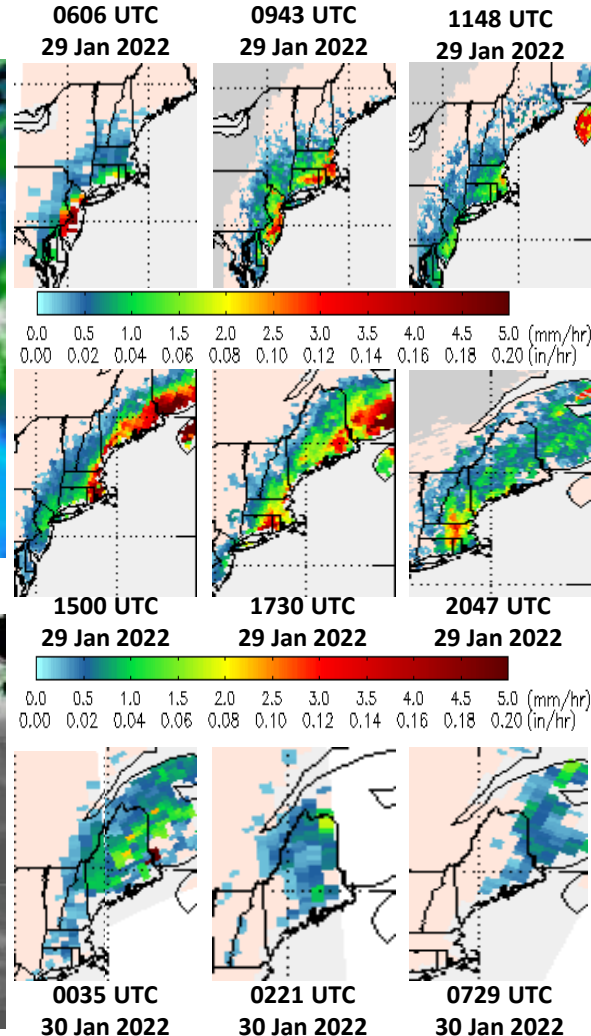 0606 UTC
29 Jan 2022
0943 UTC
29 Jan 2022
1148 UTC
29 Jan 2022
0.0 0.5 1.0 1.5 2.0 2.5 3.0 3.5 4.0 4.5 5.0 (mm/hr)
0.00 0.02 0.04 0.06 0.08 0.10 0.12 0.14 0.16 0.18 0.20 (in/hr)
1500 UTC
29 Jan 2022
1730 UTC
29 Jan 2022
2047 UTC
29 Jan 2022
0.0 0.5 1.0 1.5 2.0 2.5 3.0 3.5 4.0 4.5 5.0 (mm/hr)
0.00 0.02 0.04 0.06 0.08 0.10 0.12 0.14 0.16 0.18 0.20 (in/hr)
0035 UTC
30 Jan 2022
0221 UTC
30 Jan 2022
0729 UTC
30 Jan 2022